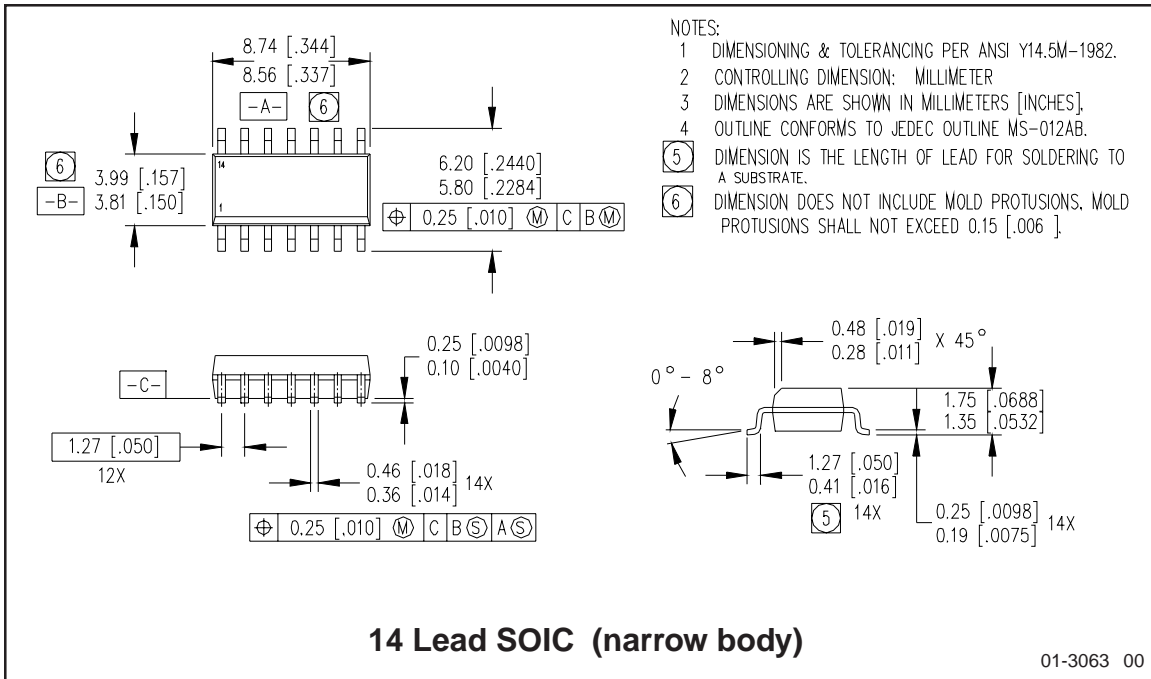 8.74 [.344]
8.56 [.337]
-A- 6
6
3.99 [.157]
-B- 3.81 [.150]
14
1
6.20 [.2440]
5.80 [.2284]
⌖ 0.25 [.010] Ⓜ C B Ⓜ
NOTES:
1 DIMENSIONING & TOLERANCING PER ANSI Y14.5M-1982.
2 CONTROLLING DIMENSION: MILLIMETER
3 DIMENSIONS ARE SHOWN IN MILLIMETERS [INCHES].
4 OUTLINE CONFORMS TO JEDEC OUTLINE MS-012AB.
5 DIMENSION IS THE LENGTH OF LEAD FOR SOLDERING TO
A SUBSTRATE.
6 DIMENSION DOES NOT INCLUDE MOLD PROTUSIONS. MOLD
PROTUSIONS SHALL NOT EXCEED 0.15 [.006 ].
-C-
0.25 [.0098]
0.10 [.0040]
1.27 [.050]
12X
0.46 [.018]
0.36 [.014] 14X
⌖ 0.25 [.010] Ⓜ C B Ⓢ A Ⓢ
0.48 [.019]
0.28 [.011] X 45°
0° - 8°
1.75 [.0688]
1.35 [.0532]
1.27 [.050]
0.41 [.016]
5 14X
0.25 [.0098]
0.19 [.0075] 14X
14 Lead SOIC (narrow body)
01-3063 00